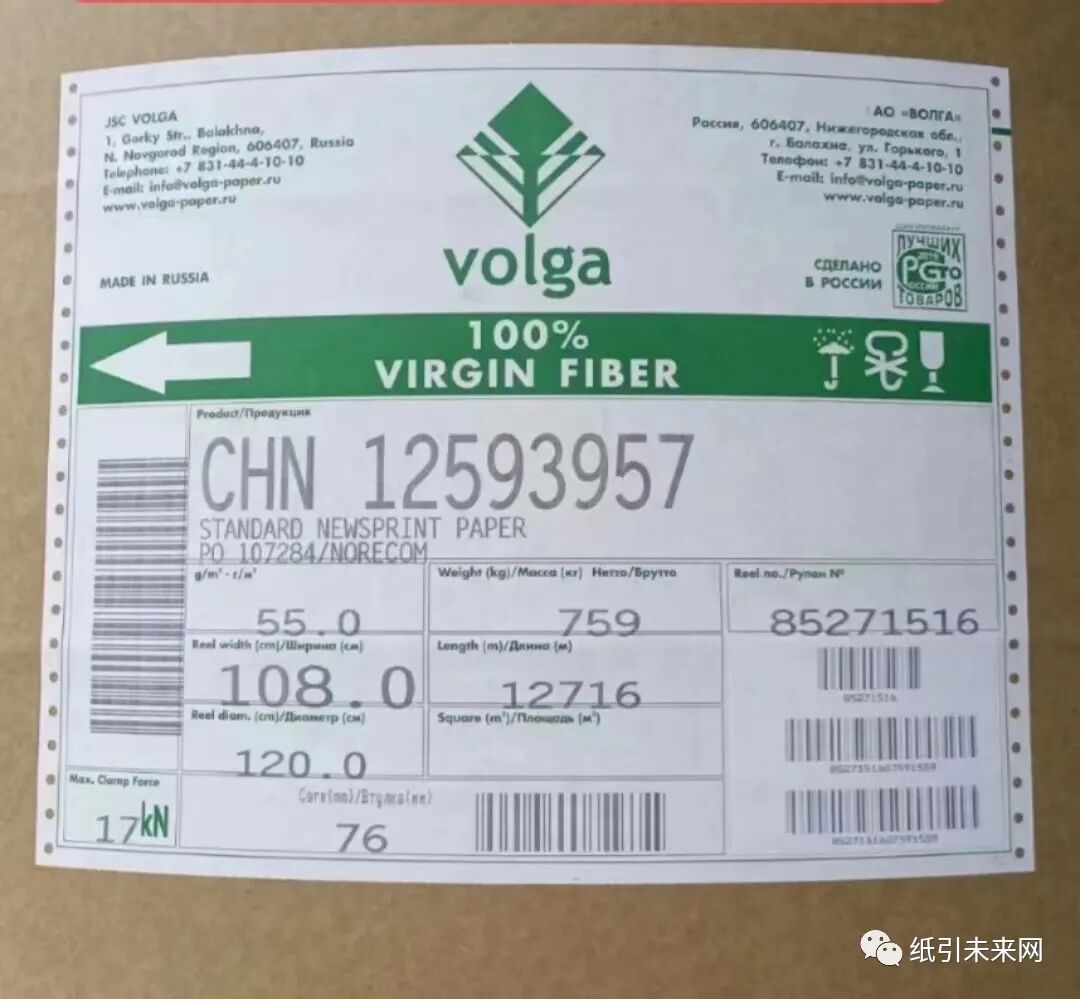 JSC VOLGA
1, Gorky Str., Balakhna,
N. Novgorod Region, 606407, Russia
Telephone: +7 831-44-4-10-10
E-mail: info@volga-paper.ru
www.volga-paper.ru
MADE IN RUSSIA
volga
АО «ВОЛГА»
Россия, 606407, Нижегородская обл.,
г. Балахна, ул. Горького, 1
Телефон: +7 831-44-4-10-10
E-mail: info@volga-paper.ru
www.volga-paper.ru
СДЕЛАНО
В РОССИИ
ЛУЧШИХ
ТОВАРОВ
100%
VIRGIN FIBER
Product/Продукция
CHN 12593957
STANDARD NEWSPRINT PAPER
PO 107284/NORECOM
g/m² - г/м²
55.0
Weight (kg)/Масса (кг) Нетто/Брутто
759
Reel no./Рулон №
85271516
Reel width (cm)/Ширина (см)
108.0
Length (m)/Длина (м)
12716
85271516
Reel diam. (cm)/Диаметр (см)
120.0
Square (m²)/Площадь (м²)
Max. Clamp Force
17kN
Core(mm)/Втулка(мм)
76
纸引未来网